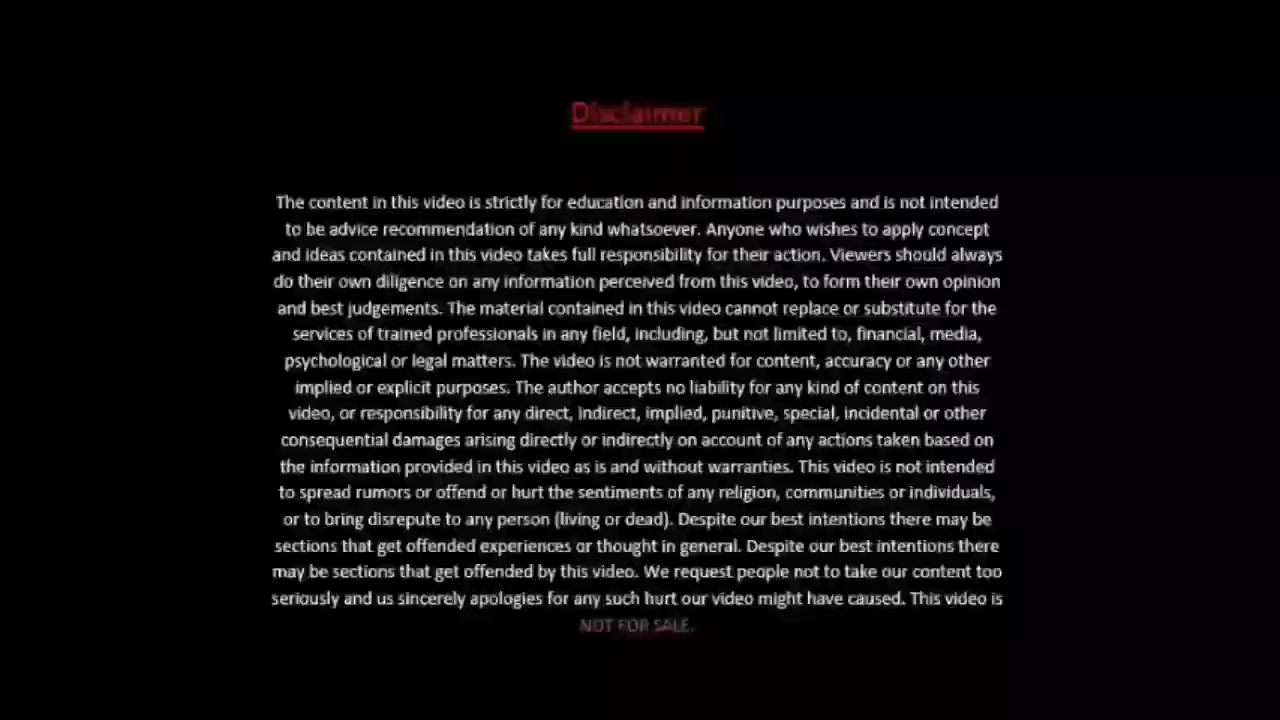 Disclaimer
The content in this video is strictly for education and information purposes and is not intended
to be advice recommendation of any kind whatsoever. Anyone who wishes to apply concept
and ideas contained in this video takes full responsibility for their action. Viewers should always
do their own diligence on any information perceived from this video, to form their own opinion
and best judgements. The material contained in this video cannot replace or substitute for the
services of trained professionals in any field, including, but not limited to, financial, media,
psychological or legal matters. The video is not warranted for content, accuracy or any other
implied or explicit purposes. The author accepts no liability for any kind of content on this
video, or responsibility for any direct, indirect, implied, punitive, special, incidental or other
consequential damages arising directly or indirectly on account of any actions taken based on
the information provided in this video as is and without warranties. This video is not intended
to spread rumors or offend or hurt the sentiments of any religion, communities or individuals,
or to bring disrepute to any person (living or dead). Despite our best intentions there may be
sections that get offended experiences or thought in general. Despite our best intentions there
may be sections that get offended by this video. We request people not to take our content too
seriously and us sincerely apologies for any such hurt our video might have caused. This video is
NOT FOR SALE.